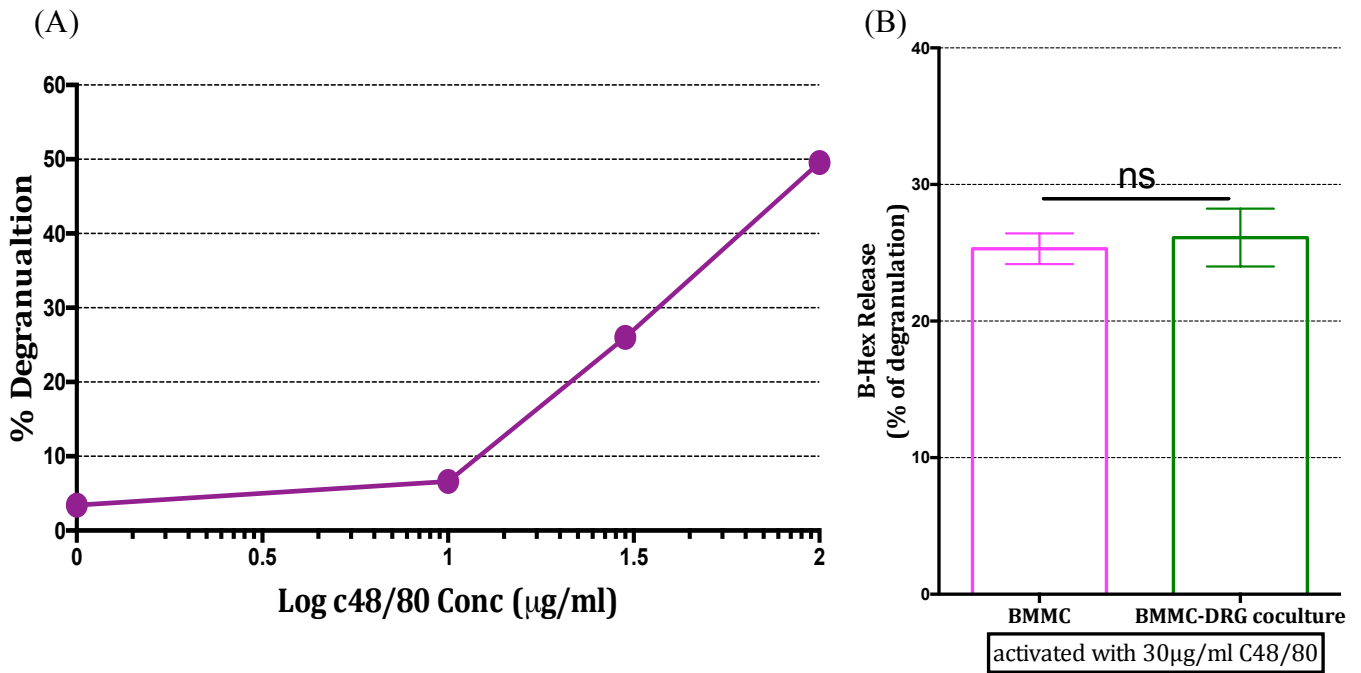 (A)
60
50
40
30
20
10
0
% Degranualtion
0 0.5 1 1.5 2
Log c48/80 Conc (μg/ml)
(B)
40
30
20
10
0
B-Hex Release
(% of degranulation)
ns
BMMC BMMC-DRG coculture
activated with 30μg/ml C48/80